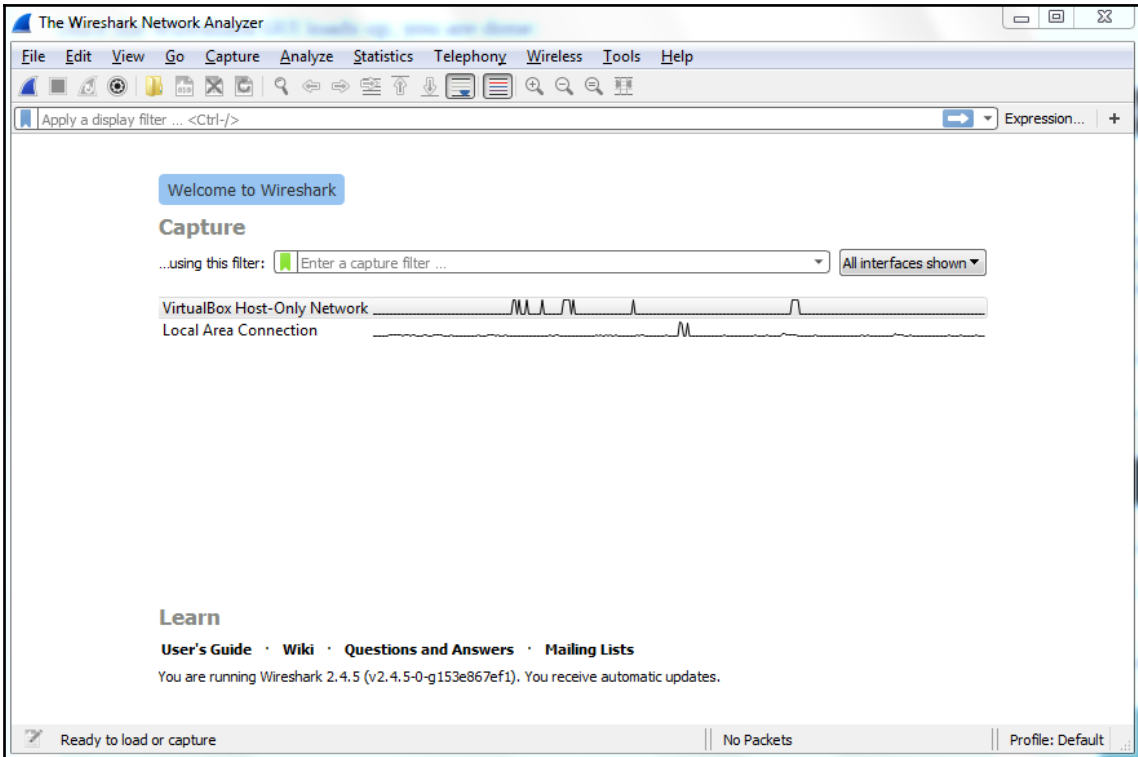 The Wireshark Network Analyzer
File Edit View Go Capture Analyze Statistics Telephony Wireless Tools Help
Apply a display filter ... <Ctrl-/> Expression... +
Welcome to Wireshark
Capture
...using this filter: Enter a capture filter ... All interfaces shown
VirtualBox Host-Only Network
Local Area Connection
Learn
User's Guide · Wiki · Questions and Answers · Mailing Lists
You are running Wireshark 2.4.5 (v2.4.5-0-g153e867ef1). You receive automatic updates.
Ready to load or capture No Packets Profile: Default